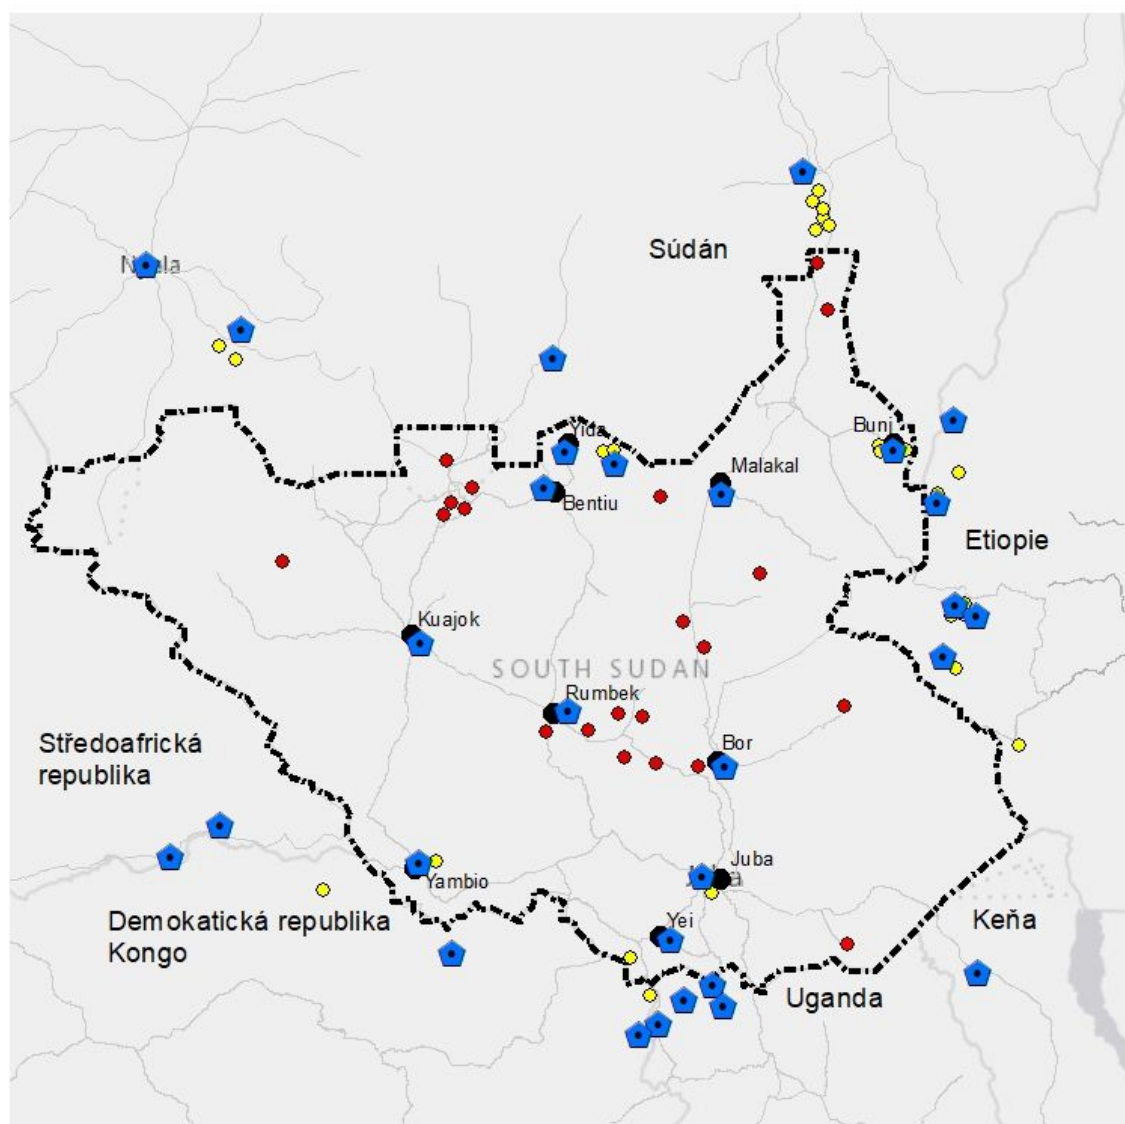 Súdán
Yida
Bunj
Malakal
Bentiu
Etiopie
Kuajok
SOUTH SUDAN
Rumbek
Středoafrická
republika
Bor
Juba
Yambio
Demokatická republika
Kongo
Yei
Keňa
Uganda